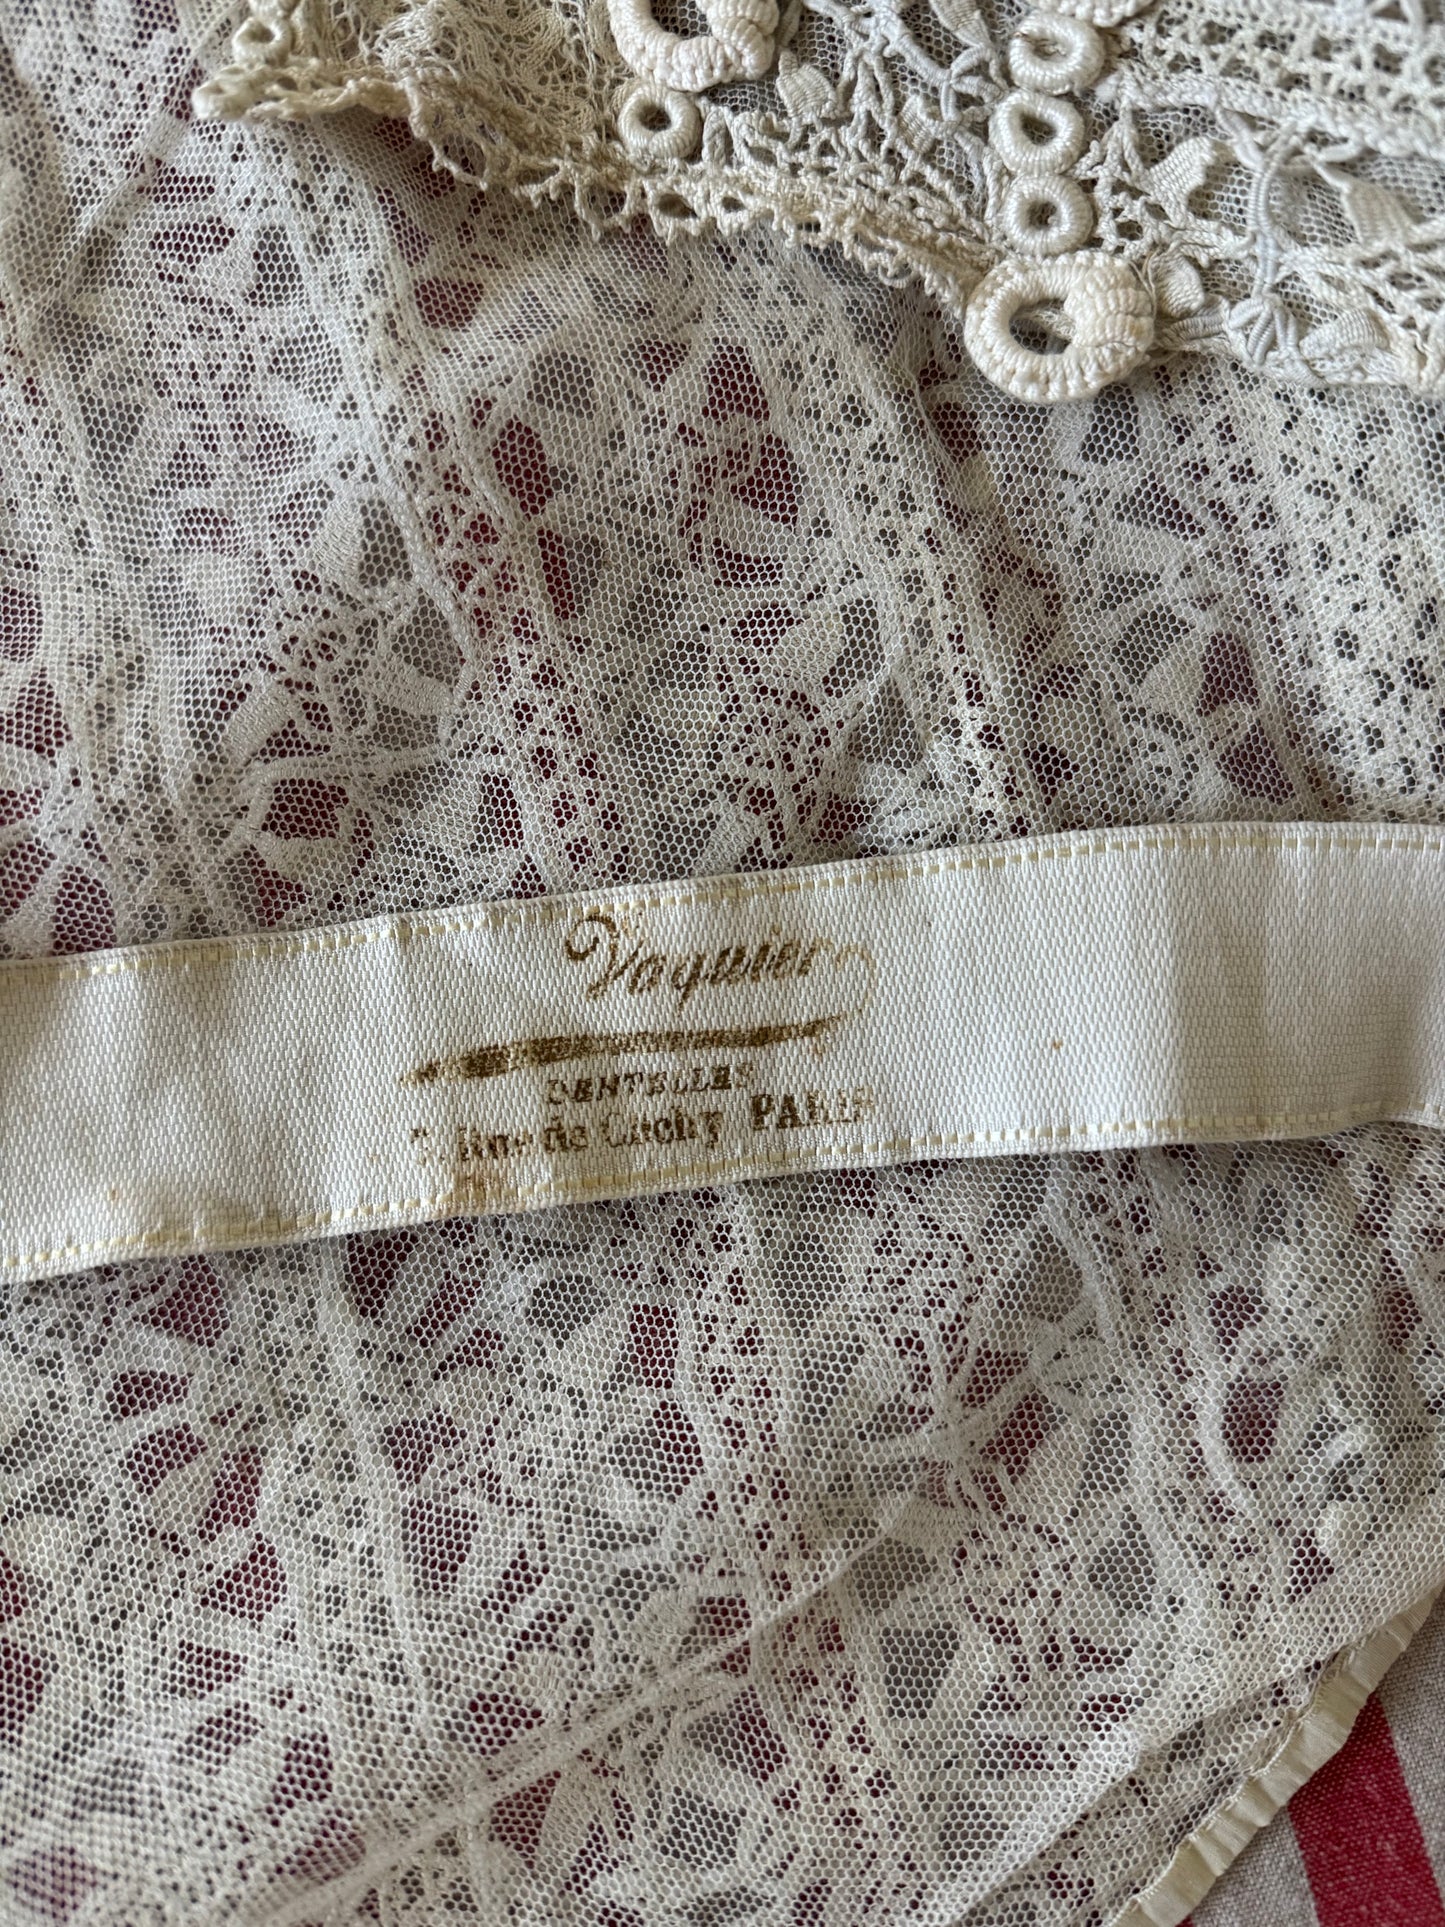 Vaquier
DENTELLES
Rue de Clichy PARIS